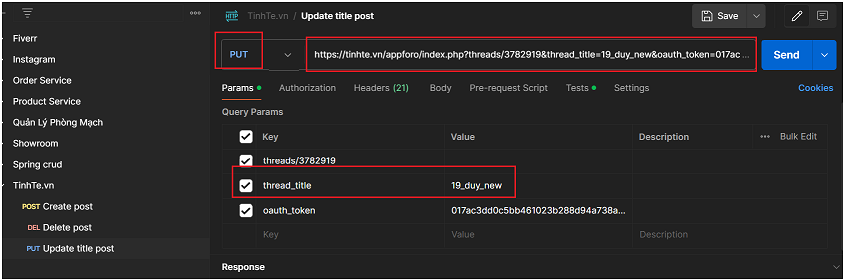 HTTP TinhTe.vn / Update title post Save
PUT https://tinhte.vn/appforo/index.php?threads/3782919&thread_title=19_duy_new&oauth_token=017ac ... Send
Params Authorization Headers (21) Body Pre-request Script Tests Settings Cookies
Query Params
Key Value Description Bulk Edit
threads/3782919
thread_title 19_duy_new
oauth_token 017ac3dd0c5bb461023b288d94a738a...
Key Value Description
Response
Fiverr
Instagram
Order Service
Product Service
Quản Lý Phòng Mạch
Showroom
Spring crud
TinhTe.vn
POST Create post
DEL Delete post
PUT Update title post